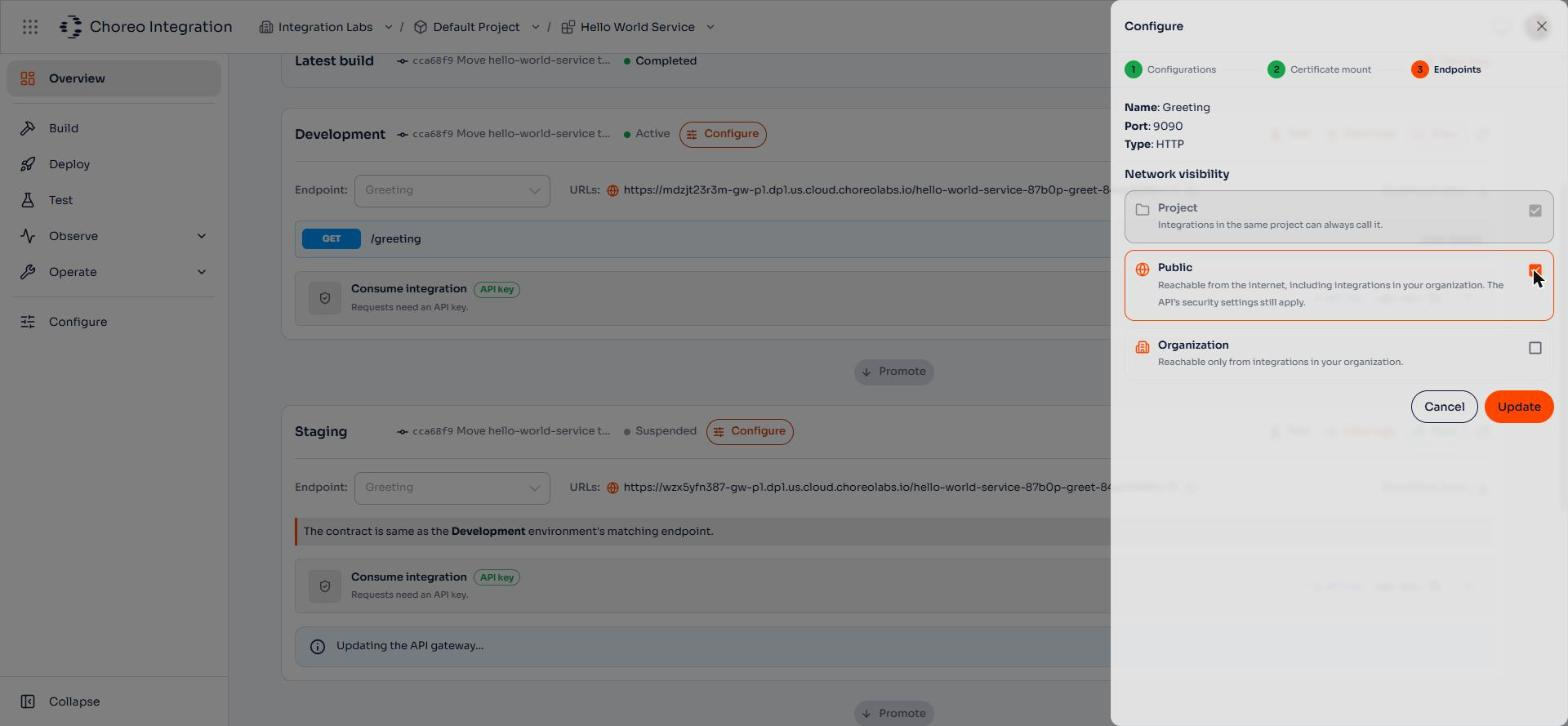 Choreo Integration
Integration Labs / Default Project / Hello World Service
Overview
Build
Deploy
Test
Observe
Operate
Configure
Collapse
Latest build cca68f9 Move hello-world-service t... Completed
Development cca68f9 Move hello-world-service t... Active Configure
Endpoint: Greeting URLs: https://mdzjt23r3m-gw-p1.dp1.us.cloud.choreolabs.io/hello-world-service-87b0p-greet-8
GET /greeting
Consume integration API key
Requests need an API key.
Promote
Staging cca68f9 Move hello-world-service t... Suspended Configure
Endpoint: Greeting URLs: https://wzx5yfn387-gw-p1.dp1.us.cloud.choreolabs.io/hello-world-service-87b0p-greet-84
The contract is same as the Development environment's matching endpoint.
Consume integration API key
Requests need an API key.
Updating the API gateway...
Promote
Configure
1 Configurations 2 Certificate mount 3 Endpoints
Name: Greeting
Port: 9090
Type: HTTP
Network visibility
Project
Integrations in the same project can always call it.
Public
Reachable from the internet, including integrations in your organization. The
API's security settings still apply.
Organization
Reachable only from integrations in your organization.
Cancel Update